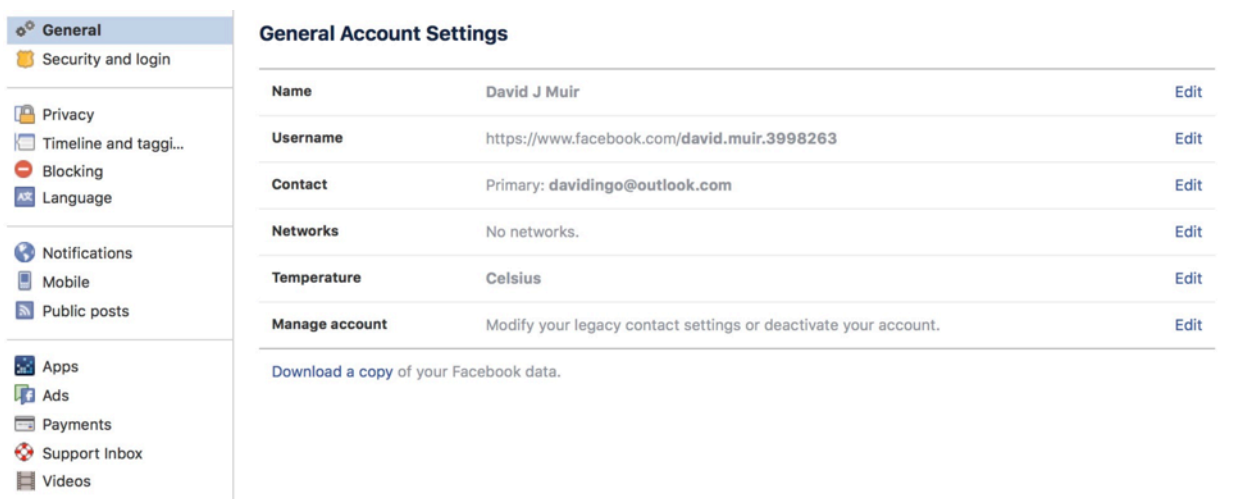 General
Security and login
Privacy
Timeline and taggi...
Blocking
Language
Notifications
Mobile
Public posts
Apps
Ads
Payments
Support Inbox
Videos
General Account Settings
Name David J Muir Edit
Username https://www.facebook.com/david.muir.3998263 Edit
Contact Primary: davidingo@outlook.com Edit
Networks No networks. Edit
Temperature Celsius Edit
Manage account Modify your legacy contact settings or deactivate your account. Edit
Download a copy of your Facebook data.